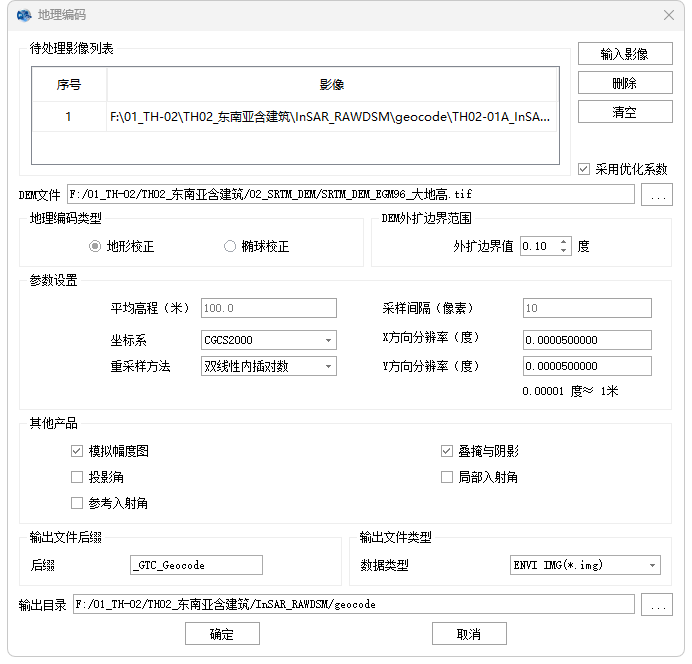 地理编码
待处理影像列表
序号 影像
1 F:\01_TH-02\TH02_东南亚含建筑\InSAR_RAWDSM\geocode\TH02-01A_InSA...
输入影像
删除
清空
采用优化系数
DEM文件 F:/01_TH-02/TH02_东南亚含建筑/02_SRTM_DEM/SRTM_DEM_EGM96_大地高.tif ...
地理编码类型
地形校正 椭球校正
DEM外扩边界范围
外扩边界值 0.10 度
参数设置
平均高程（米） 100.0 采样间隔（像素） 10
坐标系 CGCS2000 X方向分辨率（度） 0.0000500000
重采样方法 双线性内插对数 Y方向分辨率（度） 0.0000500000
0.00001 度≈ 1米
其他产品
模拟幅度图 叠掩与阴影
投影角 局部入射角
参考入射角
输出文件后缀
后缀 _GTC_Geocode
输出文件类型
数据类型 ENVI IMG(*.img)
输出目录 F:/01_TH-02/TH02_东南亚含建筑/InSAR_RAWDSM/geocode ...
确定 取消